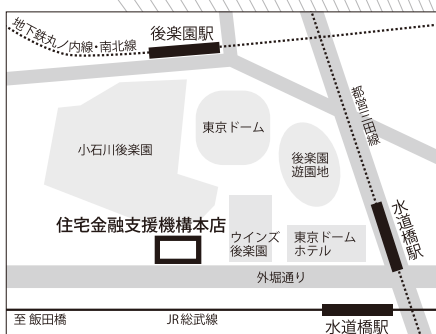 地下鉄丸ノ内線・南北線
後楽園駅
都営三田線
東京ドーム
小石川後楽園
後楽園
遊園地
水道橋駅
住宅金融支援機構本店
ウインズ
後楽園
東京ドーム
ホテル
外堀通り
至 飯田橋
JR総武線
水道橋駅